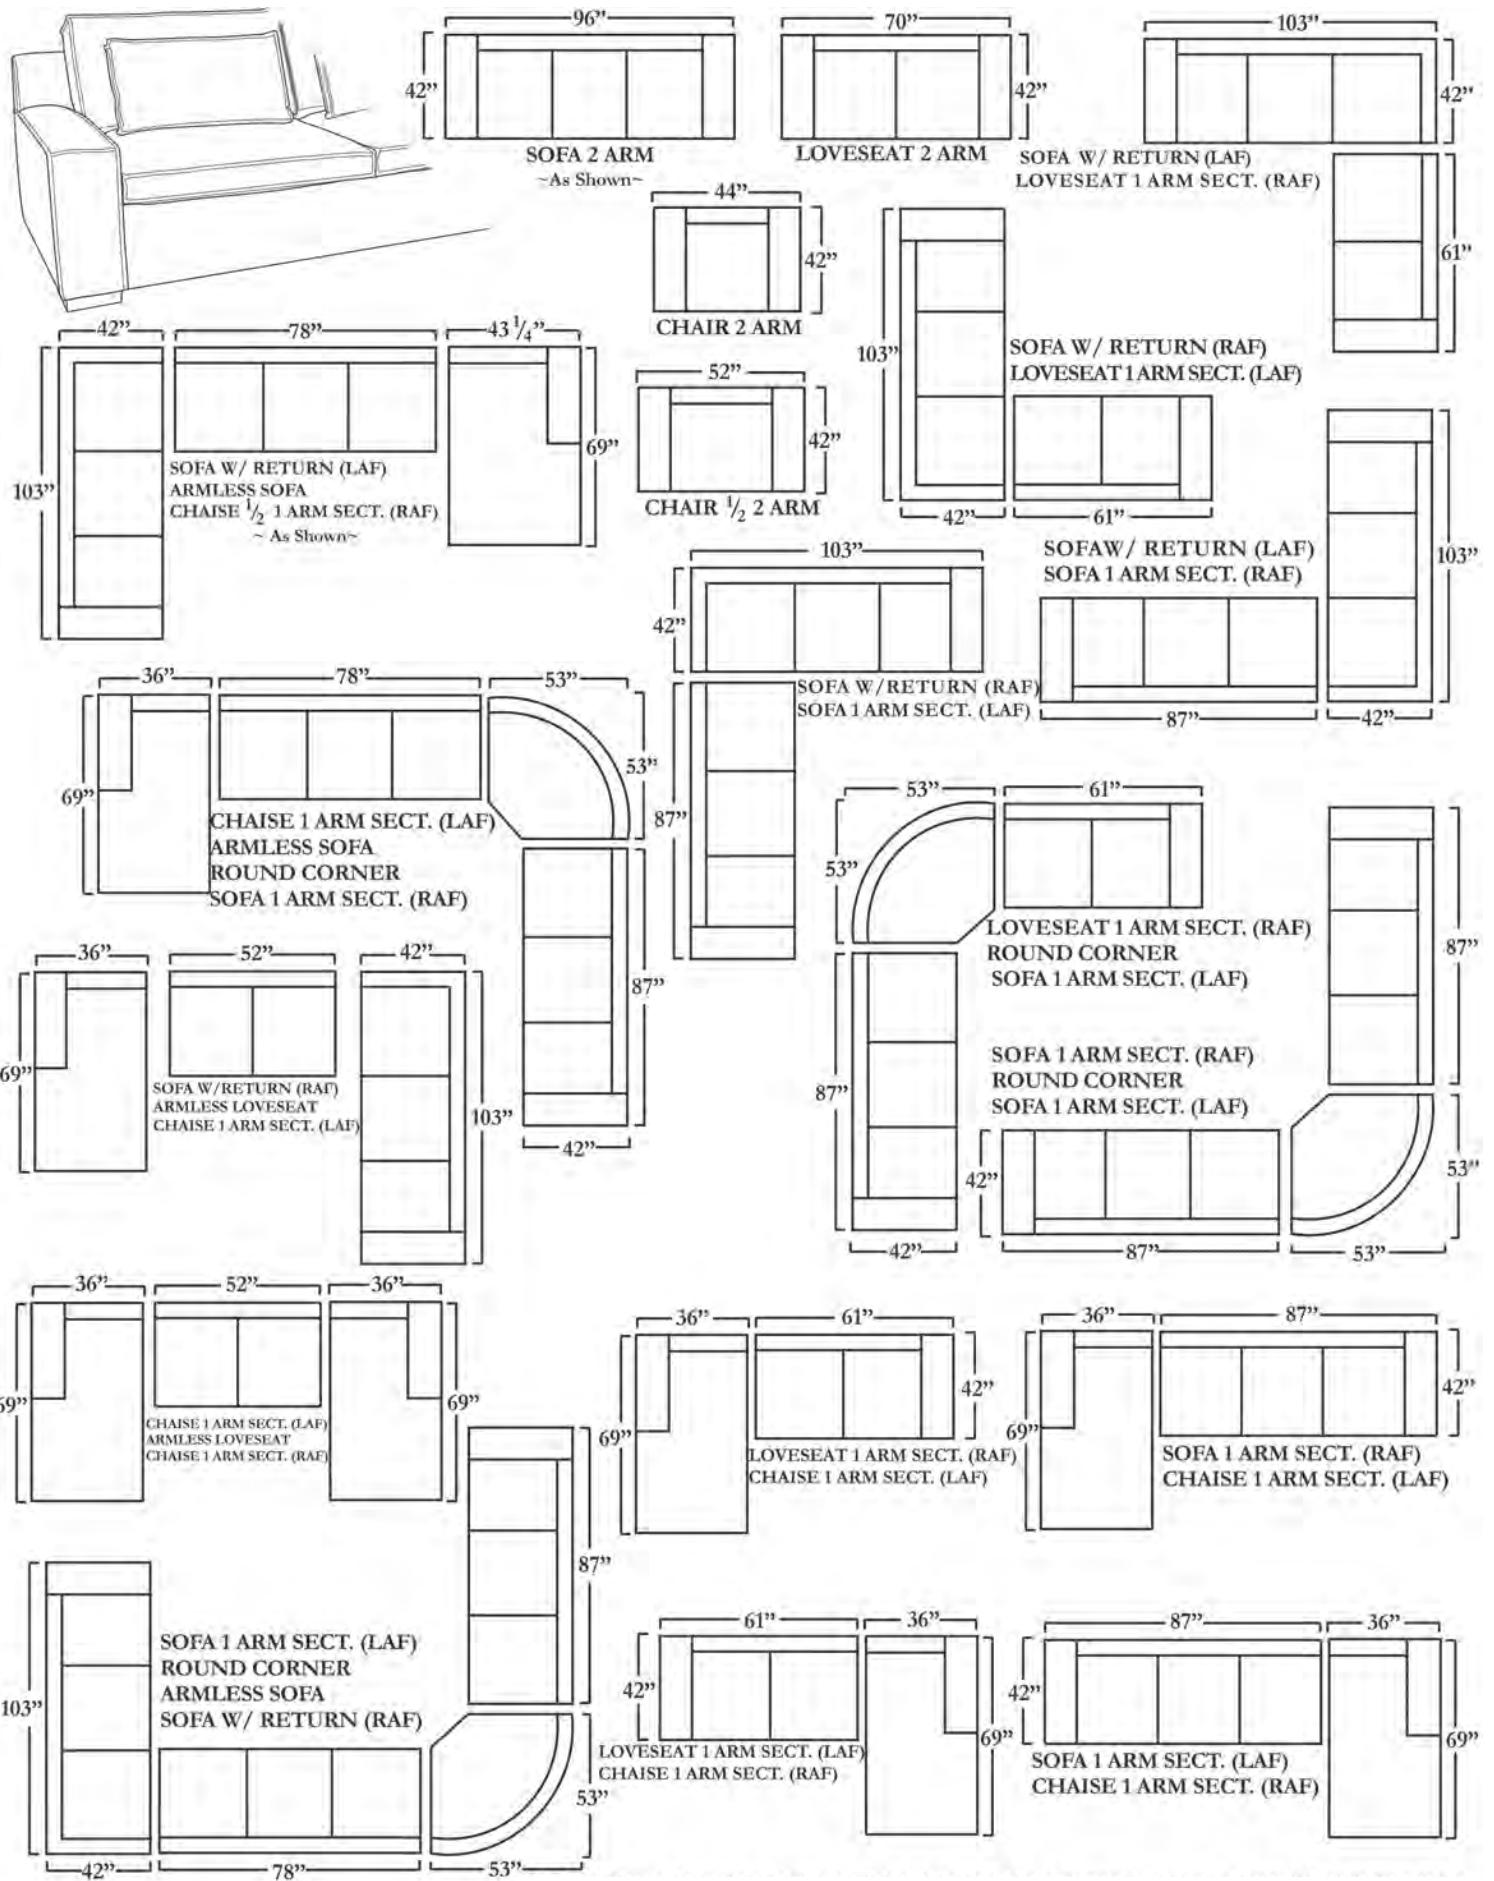 96”
42”
SOFA 2 ARM
~As Shown~
70”
42”
LOVESEAT 2 ARM
103”
42”
SOFA W/ RETURN (LAF)
LOVESEAT 1 ARM SECT. (RAF)
61”
44”
42”
CHAIR 2 ARM
103”
SOFA W/ RETURN (RAF)
LOVESEAT 1 ARM SECT. (LAF)
42”
61”
42”
78”
43 1/4”
103”
69”
SOFA W/ RETURN (LAF)
ARMLESS SOFA
CHAISE 1/2 1 ARM SECT. (RAF)
~ As Shown~
52”
42”
CHAIR 1/2 2 ARM
SOFAW/ RETURN (LAF)
SOFA 1 ARM SECT. (RAF)
103”
87”
42”
103”
42”
SOFA W/RETURN (RAF)
SOFA 1 ARM SECT. (LAF)
87”
36”
78”
53”
69”
53”
CHAISE 1 ARM SECT. (LAF)
ARMLESS SOFA
ROUND CORNER
SOFA 1 ARM SECT. (RAF)
87”
42”
53”
61”
53”
LOVESEAT 1 ARM SECT. (RAF)
ROUND CORNER
SOFA 1 ARM SECT. (LAF)
87”
42”
87”
SOFA 1 ARM SECT. (RAF)
ROUND CORNER
SOFA 1 ARM SECT. (LAF)
42”
53”
87”
53”
36”
52”
42”
69”
SOFA W/RETURN (RAF)
ARMLESS LOVESEAT
CHAISE 1 ARM SECT. (LAF)
103”
36”
52”
36”
69”
69”
CHAISE 1 ARM SECT. (LAF)
ARMLESS LOVESEAT
CHAISE 1 ARM SECT. (RAF)
36”
61”
69”
42”
LOVESEAT 1 ARM SECT. (RAF)
CHAISE 1 ARM SECT. (LAF)
36”
87”
69”
42”
SOFA 1 ARM SECT. (RAF)
CHAISE 1 ARM SECT. (LAF)
87”
103”
SOFA 1 ARM SECT. (LAF)
ROUND CORNER
ARMLESS SOFA
SOFA W/ RETURN (RAF)
53”
42”
78”
53”
61”
36”
42”
69”
LOVESEAT 1 ARM SECT. (LAF)
CHAISE 1 ARM SECT. (RAF)
87”
36”
42”
69”
SOFA 1 ARM SECT. (LAF)
CHAISE 1 ARM SECT. (RAF)